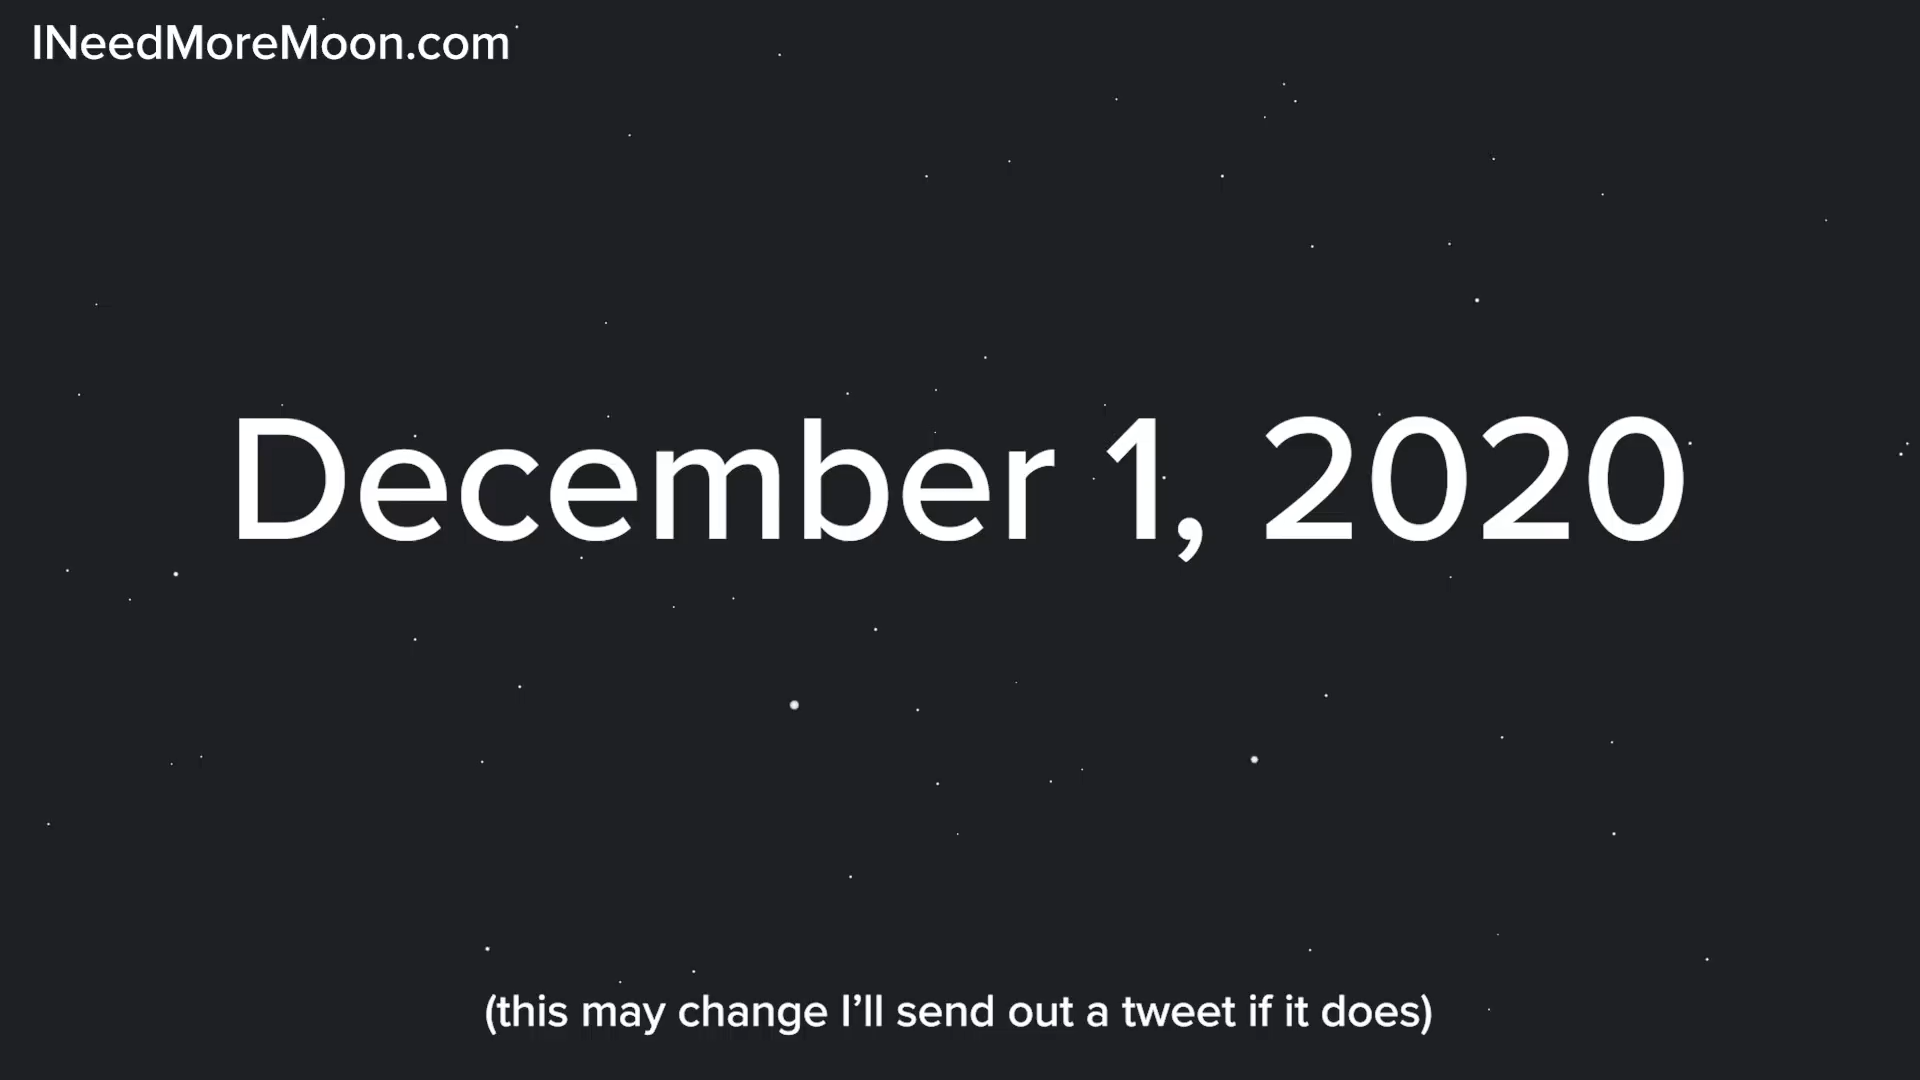 INeedMoreMoon.com
December 1, 2020
(this may change I’ll send out a tweet if it does)